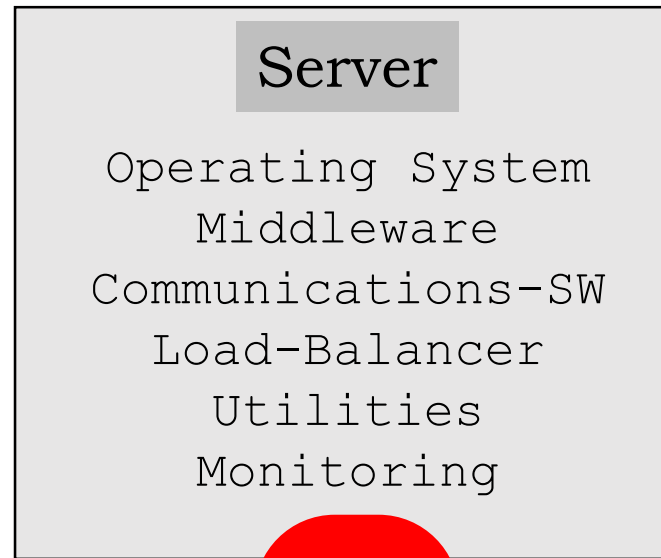 Server
Operating System
Middleware
Communications-SW
Load-Balancer
Utilities
Monitoring